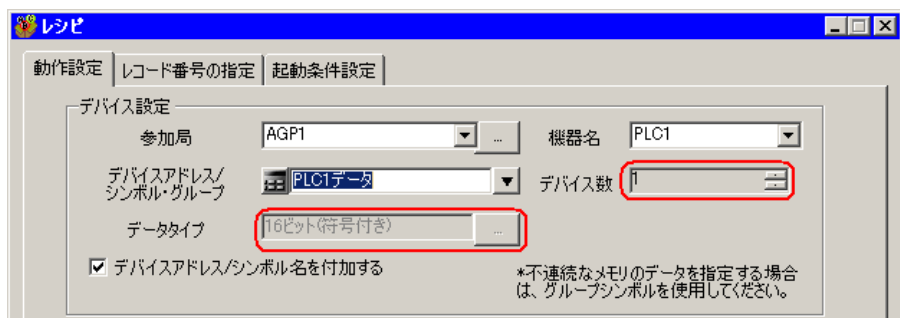 レシピ
動作設定 レコード番号の指定 起動条件設定
デバイス設定
参加局 AGP1 ... 機器名 PLC1
デバイスアドレス/
シンボル・グループ PLC1データ デバイス数 1
データタイプ 16ビット(符号付き) ...
デバイスアドレス/シンボル名を付加する
*不連続なメモリのデータを指定する場合
は、グループシンボルを使用してください。